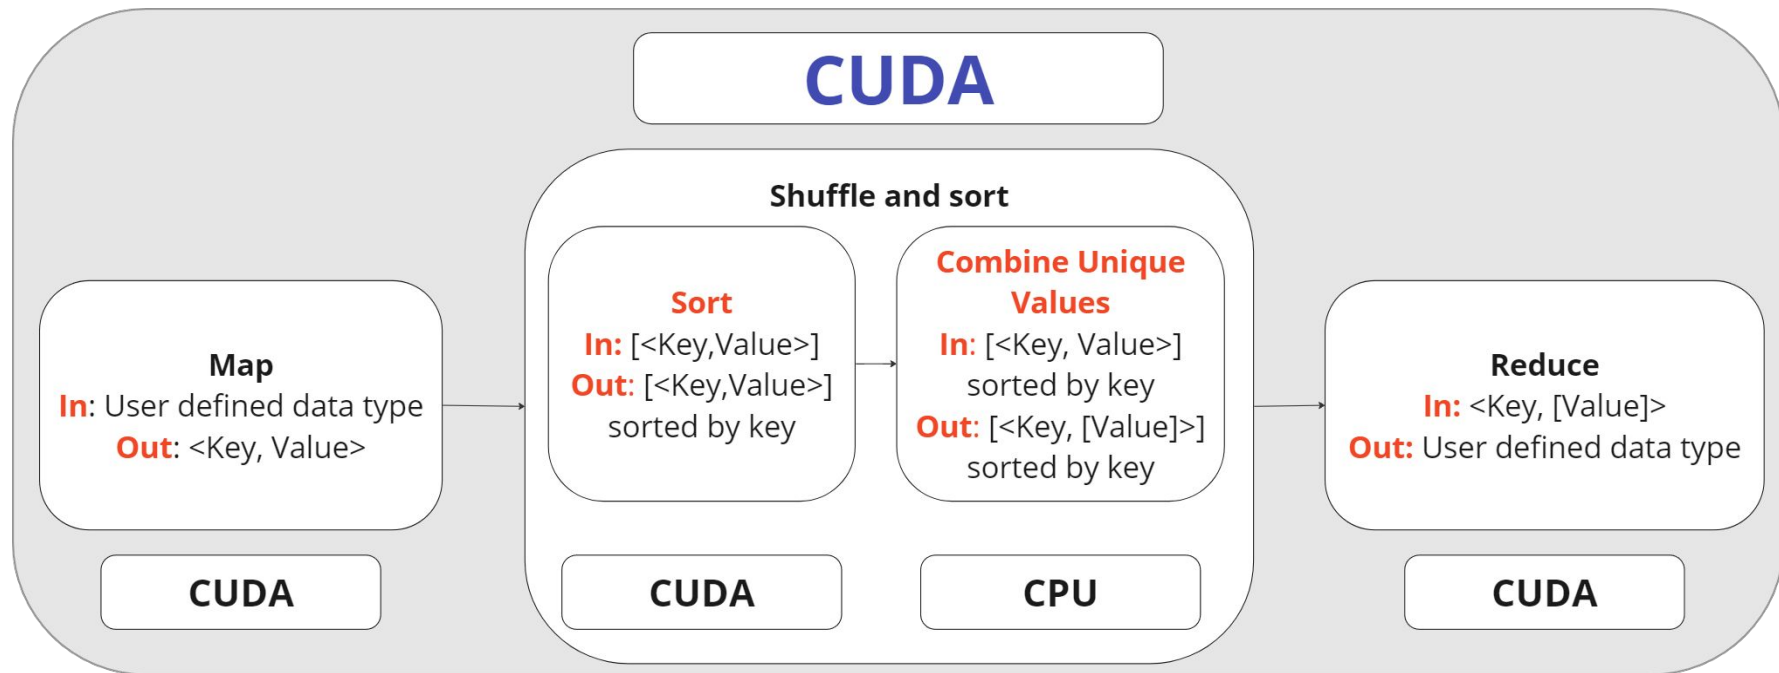 CUDA
Map
In: User defined data type
Out: <Key, Value>
CUDA
Shuffle and sort
Sort
In: [<Key,Value>]
Out: [<Key,Value>]
sorted by key
CUDA
Combine Unique
Values
In: [<Key, Value>]
sorted by key
Out: [<Key, [Value]>]
sorted by key
CPU
Reduce
In: <Key, [Value]>
Out: User defined data type
CUDA